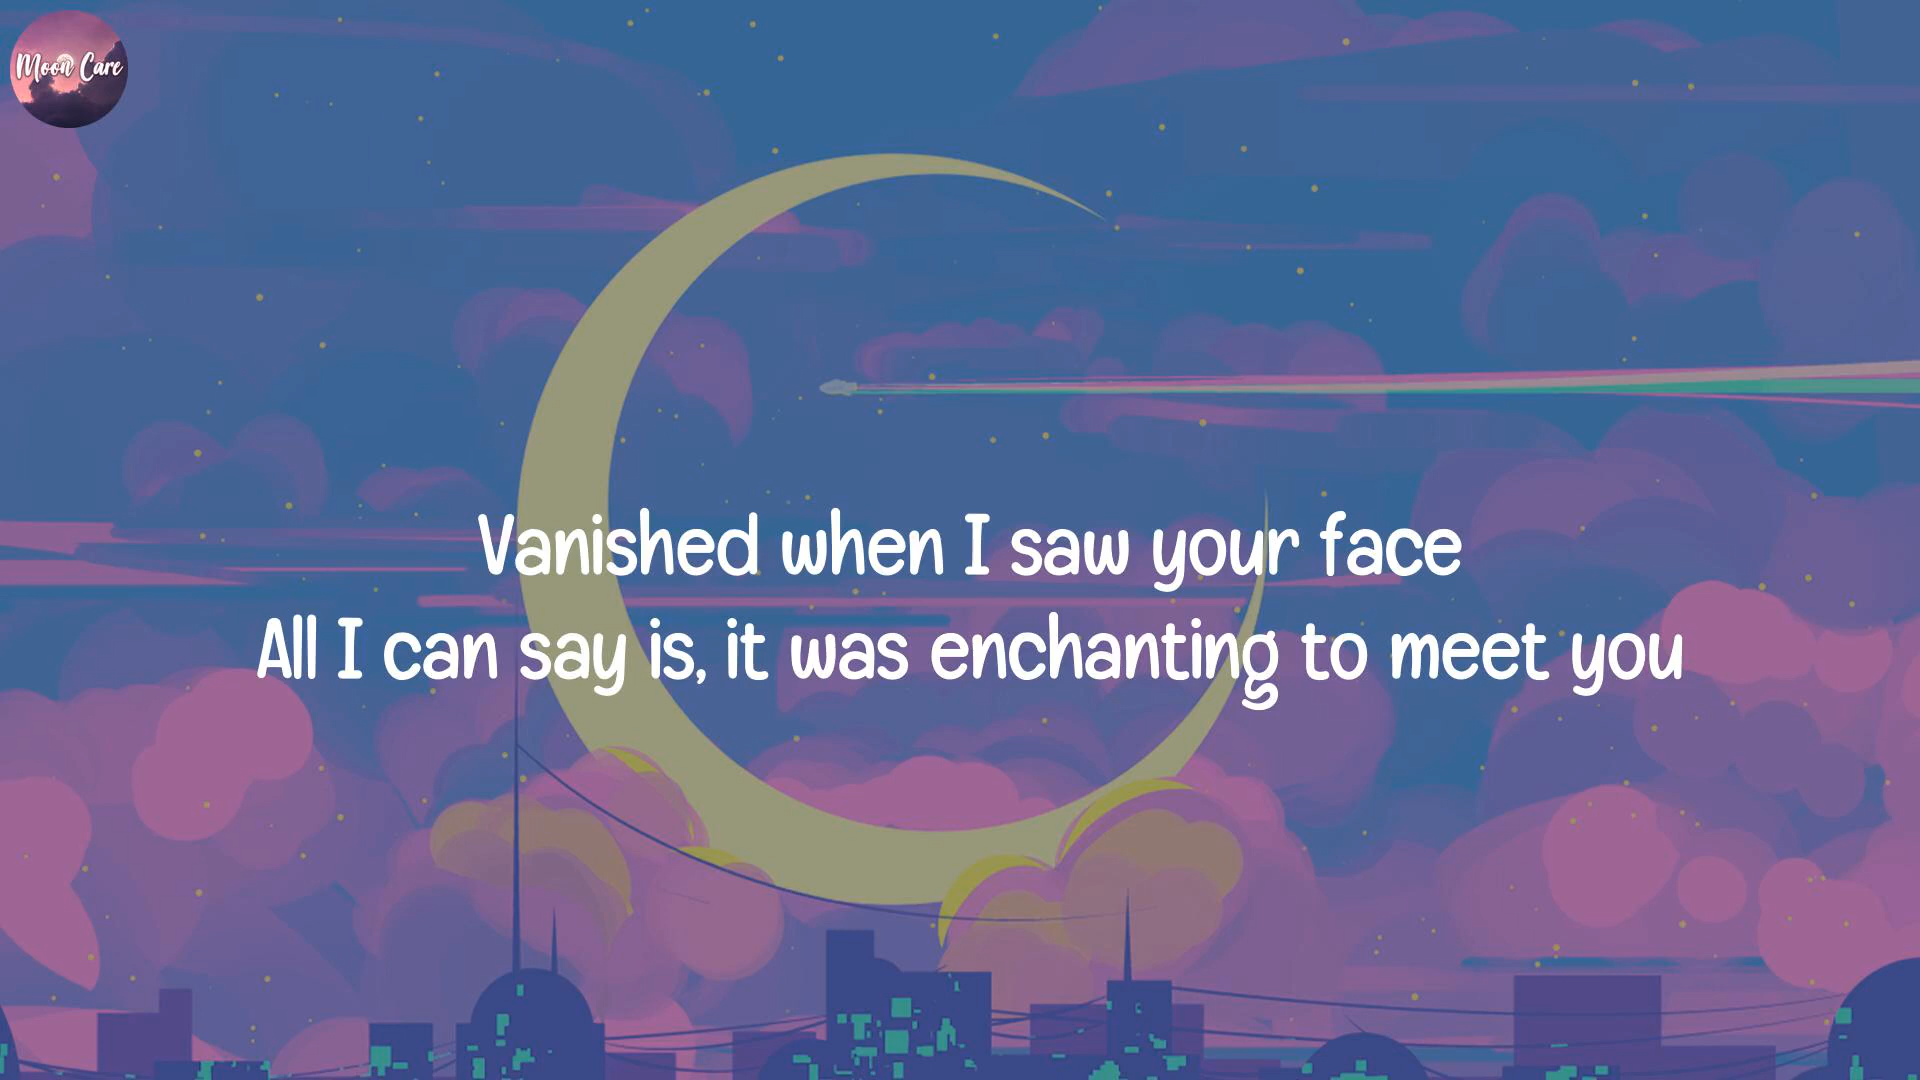 Moon Care
Vanished when I saw your face
All I can say is, it was enchanting to meet you